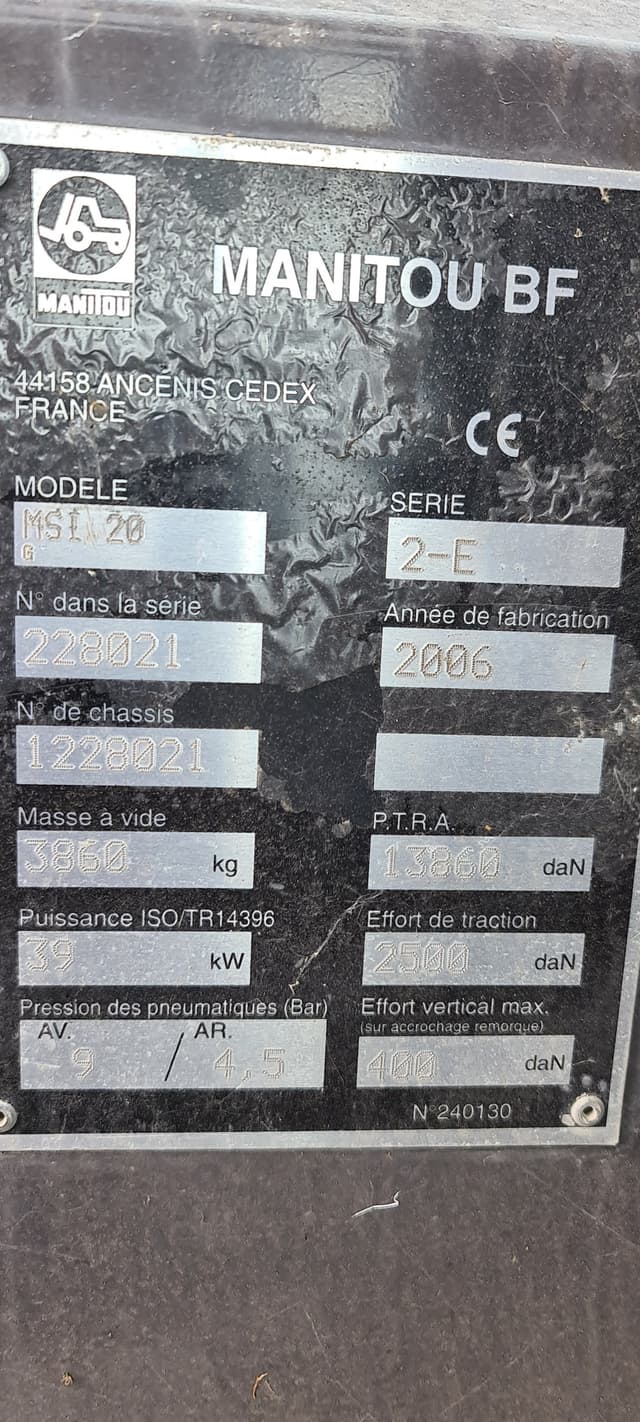 MANITOU
MANITOU BF
44158 ANCENIS CEDEX
FRANCE
CE
MODELE
MSI 20
G
SERIE
2-E
N° dans la série
228021
Année de fabrication
2006
N° de chassis
1228021
Masse à vide
3860 kg
P.T.R.A.
13860 daN
Puissance ISO/TR14396
39 kW
Effort de traction
2500 daN
Pression des pneumatiques (Bar)
AV. AR.
9 / 4,5
Effort vertical max.
(sur accrochage remorque)
400 daN
N°240130